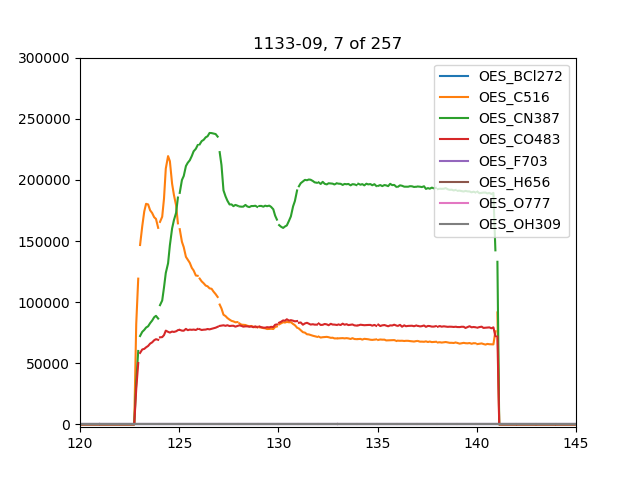 1133-09, 7 of 257
300000
250000
200000
150000
100000
50000
0
120
125
130
135
140
145
OES_BCl272
OES_C516
OES_CN387
OES_CO483
OES_F703
OES_H656
OES_O777
OES_OH309